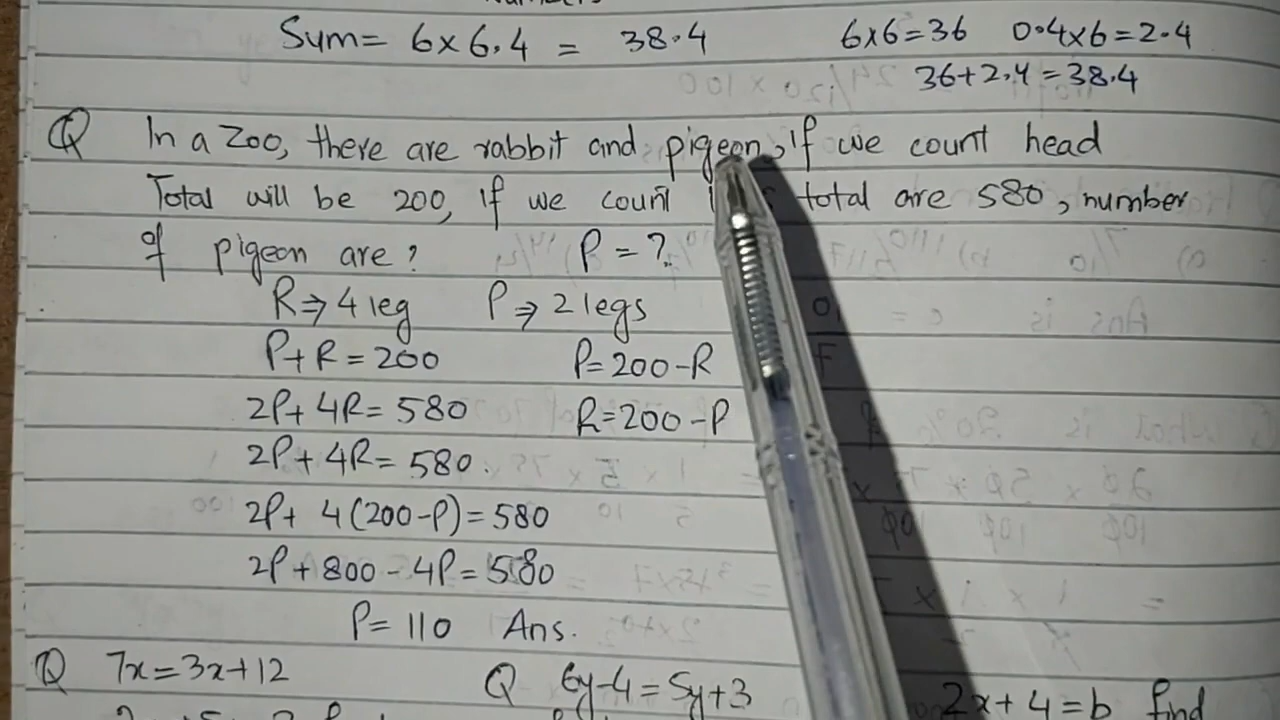 Sum= 6x6.4 = 38.4 6x6=36 0.4x6=2.4
36+2.4=38.4
Q In a Zoo, there are rabbit and pigeon, if we count head
Total will be 200, if we count total are 580, number
of pigeon are? P = ?
R⇒4 leg P⇒2 legs
P+R=200 P=200-R
2P+4R=580 R=200-P
2P+4R=580.
2P+ 4(200-P)=580
2P+800-4P=580
P=110 Ans.
Q 7x=3x+12 Q 6y-4=5y+3 2x+4=b find